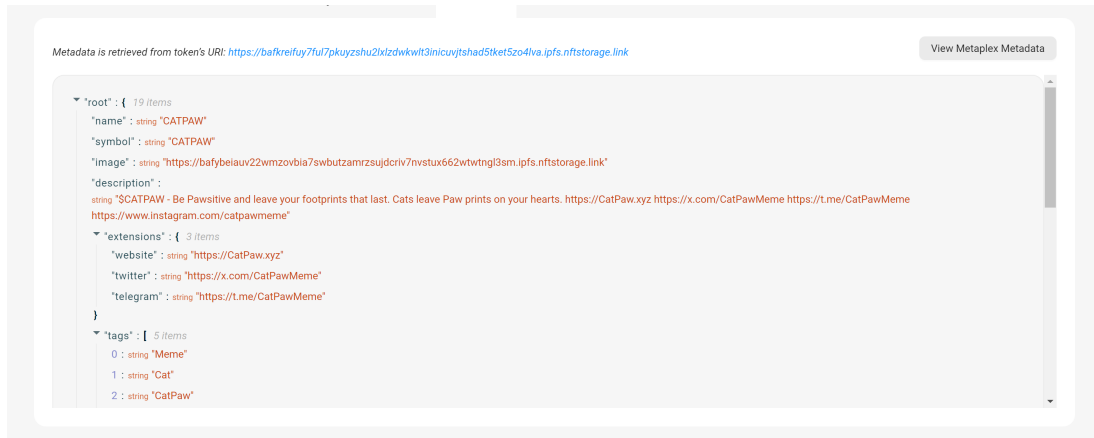 Metadata is retrieved from token's URI: https://bafkreifuy7ful7pkuyzshu2lxlzdwkwlt3inicuvjtshad5tket5zo4lva.ipfs.nftstorage.link
View Metaplex Metadata
"root" : { 19 items
"name" : string "CATPAW"
"symbol" : string "CATPAW"
"image" : string "https://bafybeiauv22wmzovbia7swbutzamrzsujdcriv7nvstux662wtwtngl3sm.ipfs.nftstorage.link"
"description" :
string "$CATPAW - Be Pawsitive and leave your footprints that last. Cats leave Paw prints on your hearts. https://CatPaw.xyz https://x.com/CatPawMeme https://t.me/CatPawMeme
https://www.instagram.com/catpawmeme"
"extensions" : { 3 items
"website" : string "https://CatPaw.xyz"
"twitter" : string "https://x.com/CatPawMeme"
"telegram" : string "https://t.me/CatPawMeme"
}
"tags" : [ 5 items
0 : string "Meme"
1 : string "Cat"
2 : string "CatPaw"